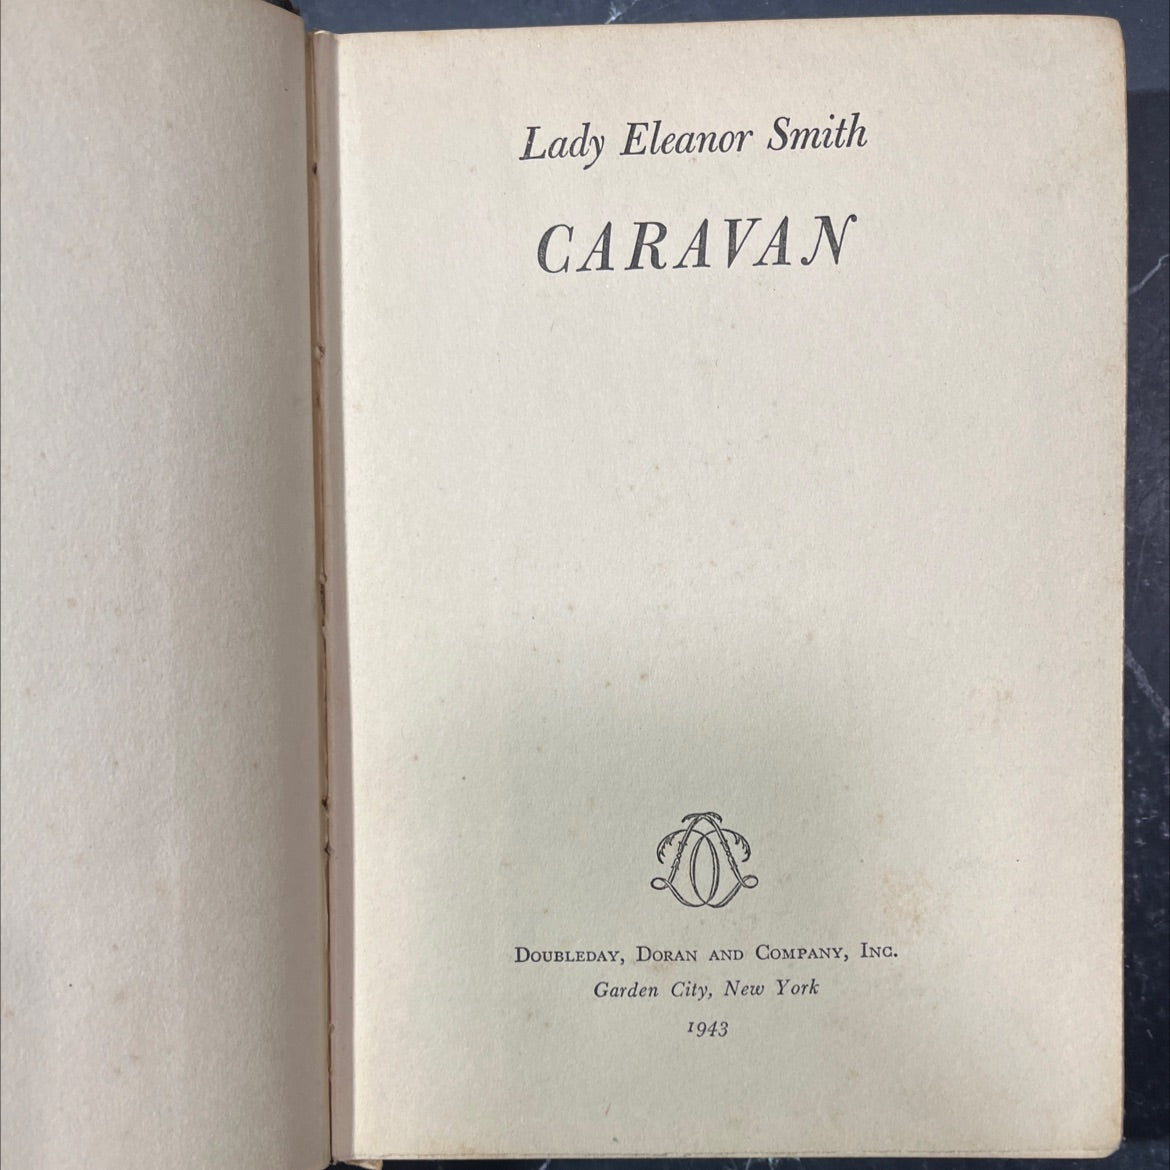 Lady Eleanor Smith
CARAVAN
Doubleday, Doran and Company, Inc.
Garden City, New York
1943